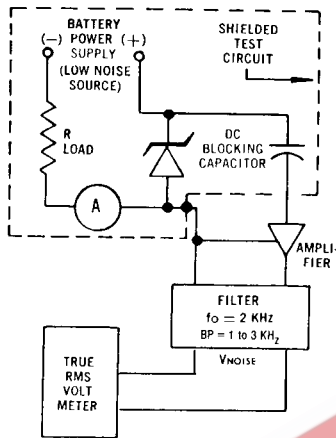 BATTERY
(-) POWER (+)
SUPPLY
(LOW NOISE
SOURCE)
SHIELDED
TEST
CIRCUIT
R
LOAD
DC
BLOCKING
CAPACITOR
A
AMPLI-
FIER
FILTER
fo = 2 KHz
BP = 1 to 3 KHz
VNOISE
TRUE
RMS
VOLT
METER